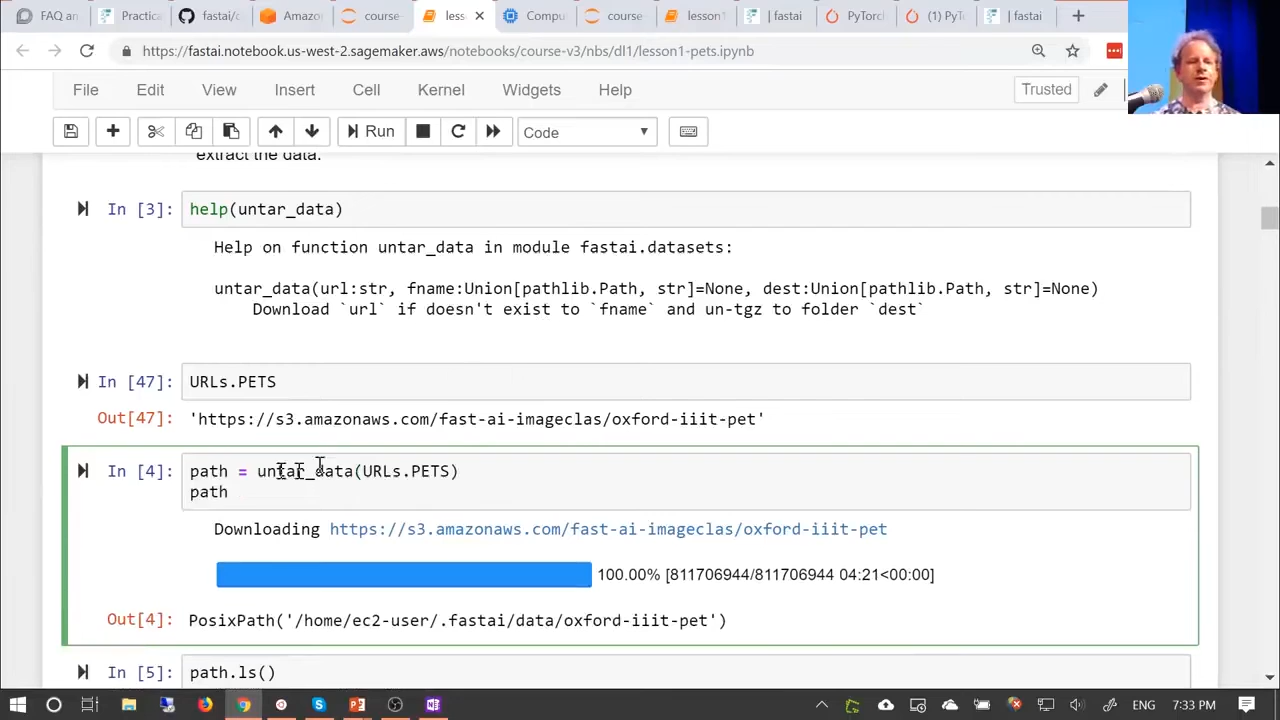 FAQ an
Practica
fastai/c
Amazo
course
less
Compu
course
lesson1
| fastai
PyTorc
(1) PyT
| fastai
https://fastai.notebook.us-west-2.sagemaker.aws/notebooks/course-v3/nbs/dl1/lesson1-pets.ipynb
File Edit View Insert Cell Kernel Widgets Help Trusted
Run Code
extract the data.
In [3]: help(untar_data)
Help on function untar_data in module fastai.datasets:
untar_data(url:str, fname:Union[pathlib.Path, str]=None, dest:Union[pathlib.Path, str]=None)
Download `url` if doesn't exist to `fname` and un-tgz to folder `dest`
In [47]: URLs.PETS
Out[47]: 'https://s3.amazonaws.com/fast-ai-imageclas/oxford-iiit-pet'
In [4]: path = untar_data(URLs.PETS)
path
Downloading https://s3.amazonaws.com/fast-ai-imageclas/oxford-iiit-pet
100.00% [811706944/811706944 04:21<00:00]
Out[4]: PosixPath('/home/ec2-user/.fastai/data/oxford-iiit-pet')
In [5]: path.ls()
ENG 7:33 PM